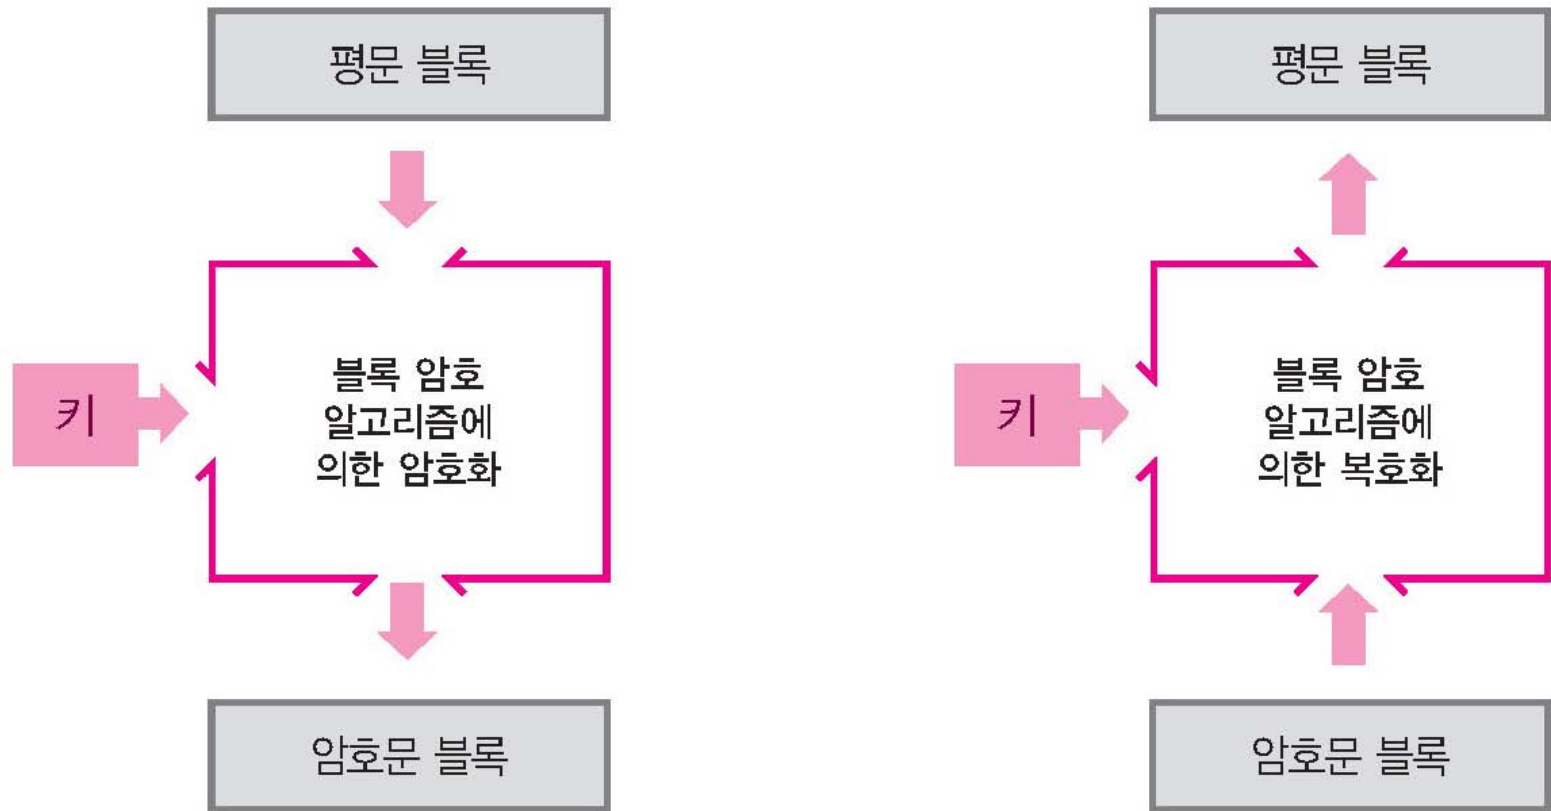 평문 블록
키
블록 암호
알고리즘에
의한 암호화
암호문 블록
평문 블록
키
블록 암호
알고리즘에
의한 복호화
암호문 블록